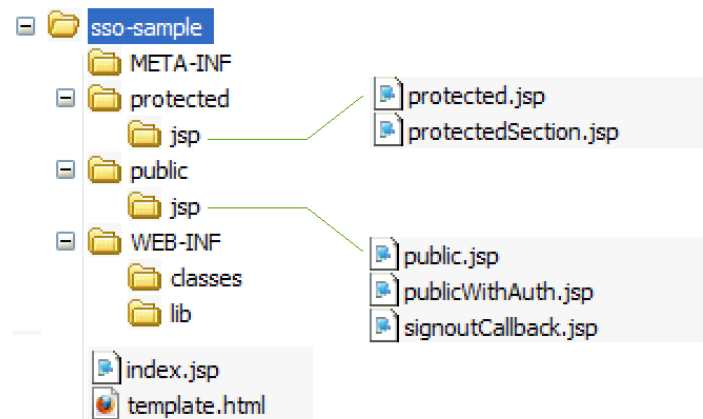 sso-sample
META-INF
protected
jsp
protected.jsp
protectedSection.jsp
public
jsp
public.jsp
publicWithAuth.jsp
signoutCallback.jsp
WEB-INF
classes
lib
index.jsp
template.html